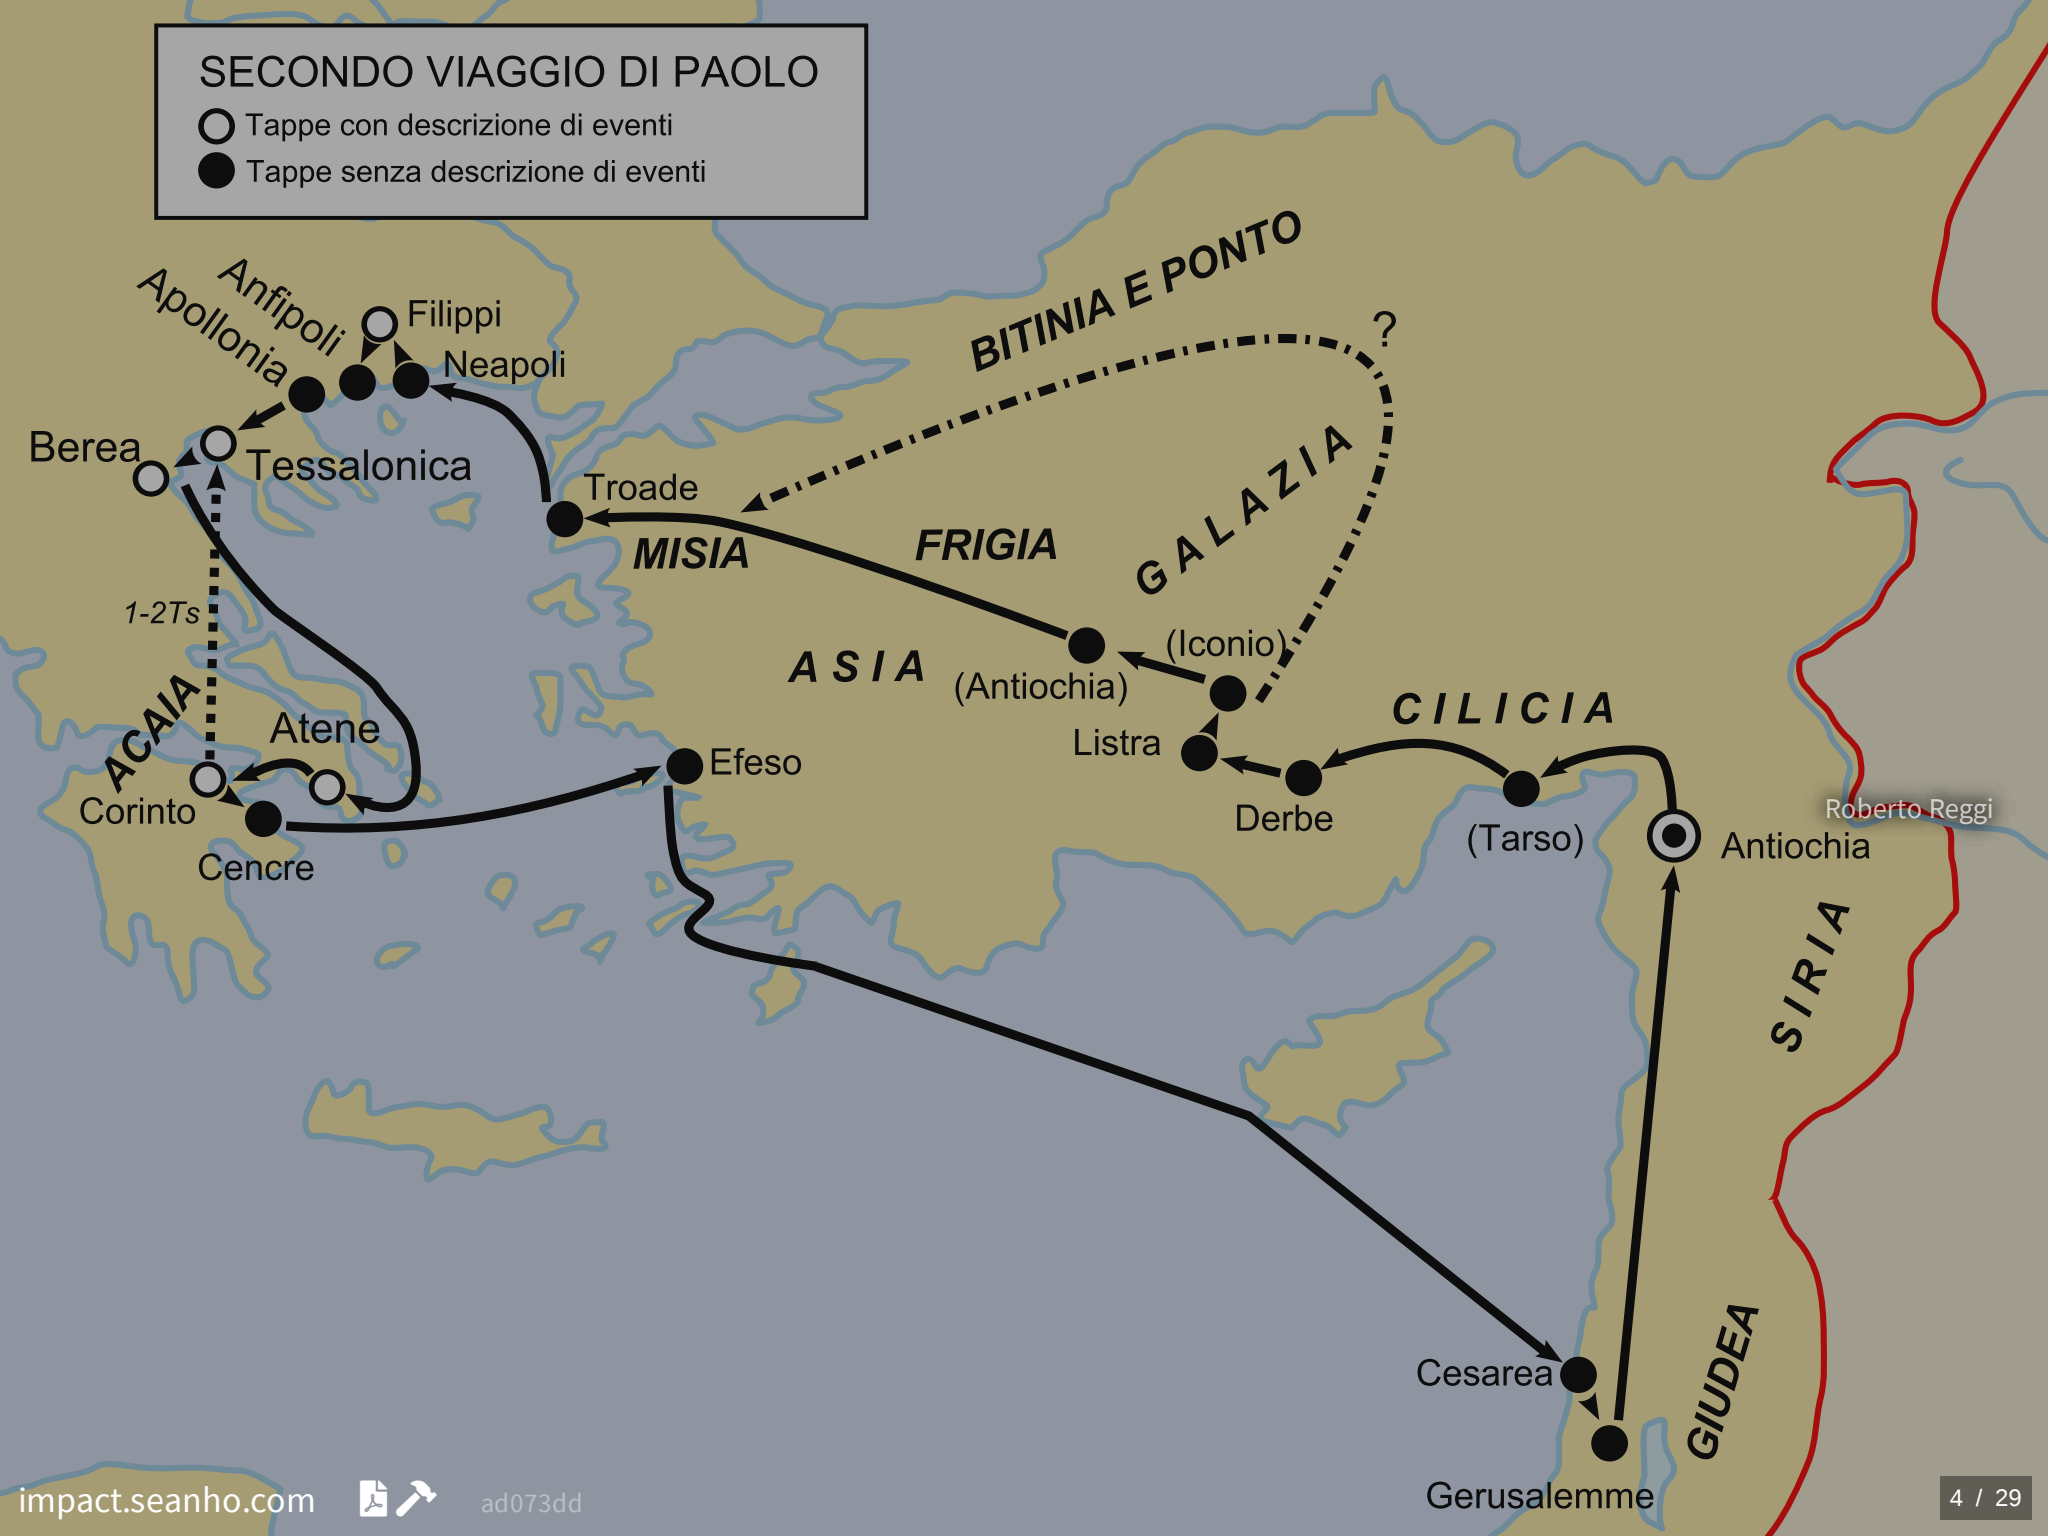 SECONDO VIAGGIO DI PAOLO
Tappe con descrizione di eventi
Tappe senza descrizione di eventi
BITINIA E PONTO
Anfipoli
Apollonia
Filippi
?
Neapoli
Berea
Tessalonica
Troade
GALAZIA
MISIA
FRIGIA
1-2Ts
(Iconio)
ASIA
(Antiochia)
CILICIA
ACAIA
Atene
Listra
Efeso
Corinto
Derbe
(Tarso)
Roberto Reggi
Antiochia
Cencre
SIRIA
Cesarea
GIUDEA
Gerusalemme
impact.seanho.com
ad073dd
4 / 29